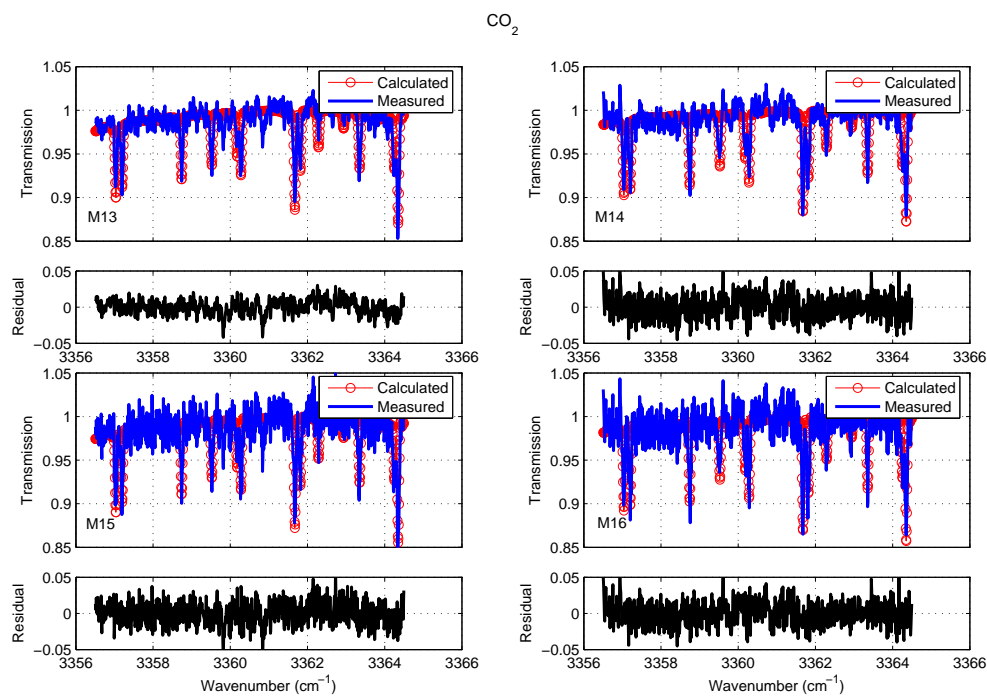 CO₂
1.05
1
0.95
0.9
0.85
Transmission
M13
Calculated
Measured
1.05
1
0.95
0.9
0.85
Transmission
M14
Calculated
Measured
0.05
0
−0.05
Residual
3356 3358 3360 3362 3364 3366
0.05
0
−0.05
Residual
3356 3358 3360 3362 3364 3366
1.05
1
0.95
0.9
0.85
Transmission
M15
Calculated
Measured
1.05
1
0.95
0.9
0.85
Transmission
M16
Calculated
Measured
0.05
0
−0.05
Residual
3356 3358 3360 3362 3364 3366
Wavenumber (cm⁻¹)
0.05
0
−0.05
Residual
3356 3358 3360 3362 3364 3366
Wavenumber (cm⁻¹)